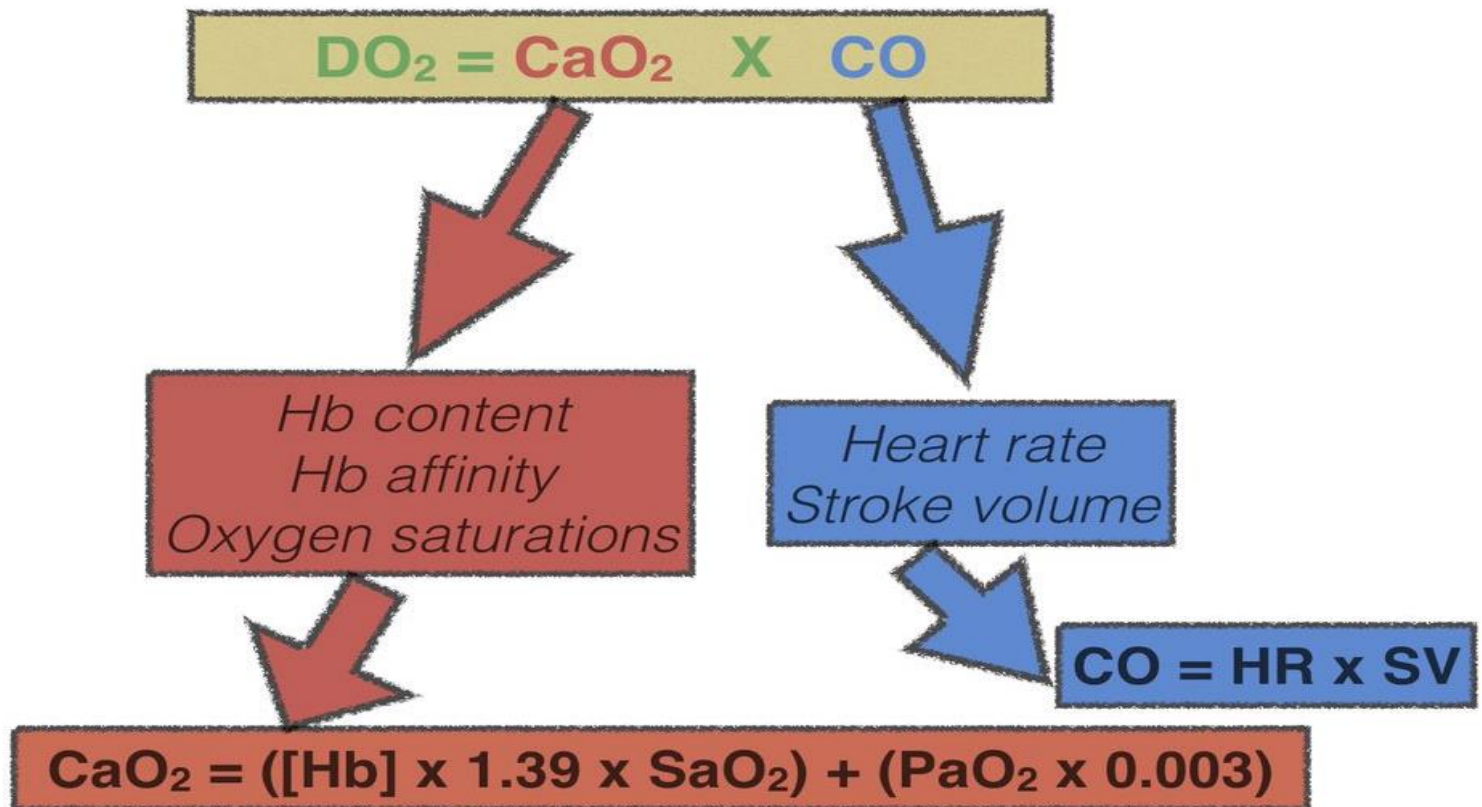 DO₂ = CaO₂ X CO
Hb content
Hb affinity
Oxygen saturations
Heart rate
Stroke volume
CO = HR x SV
CaO₂ = ([Hb] x 1.39 x SaO₂) + (PaO₂ x 0.003)